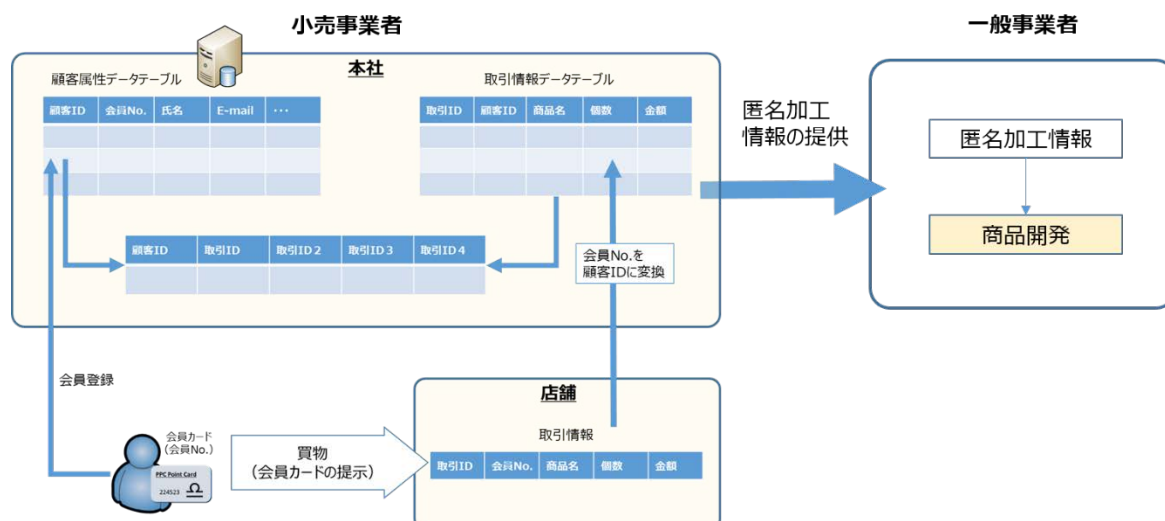 小売事業者
一般事業者
本社
顧客属性データテーブル
取引情報データテーブル
顧客ID 会員No. 氏名 E-mail ・・・
取引ID 顧客ID 商品名 個数 金額
匿名加工
情報の提供
匿名加工情報
商品開発
顧客ID 取引ID 取引ID2 取引ID3 取引ID4
会員No.を
顧客IDに変換
会員登録
店舗
取引情報
会員カード
(会員No.)
買物
(会員カードの提示)
取引ID 会員No. 商品名 個数 金額
PPC Point Card
224523